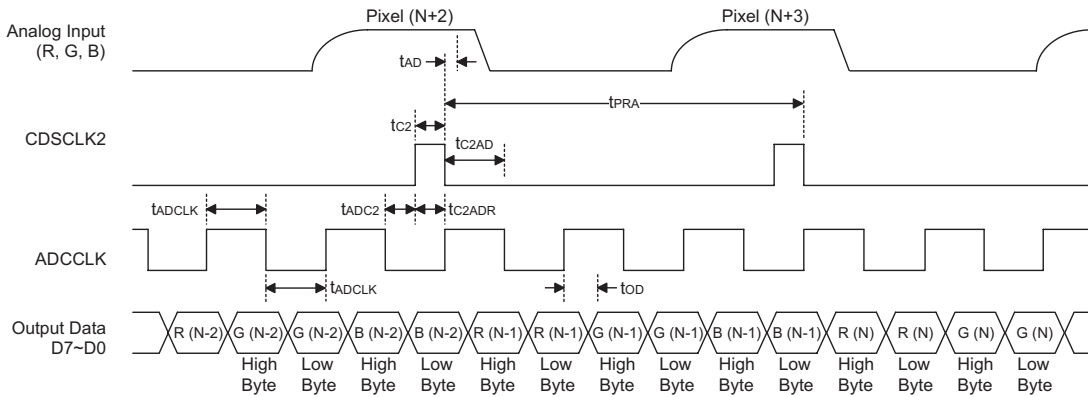 Pixel (N+2) Pixel (N+3)
Analog Input
(R, G, B)
tAD
tPRA
tC2
CDSCLK2
tC2AD
tADCLK tADC2 tC2ADR
ADCCLK
tADCLK tOD
Output Data
D7~D0
R (N-2) G (N-2) G (N-2) B (N-2) B (N-2) R (N-1) R (N-1) G (N-1) G (N-1) B (N-1) B (N-1) R (N) R (N) G (N) G (N)
High Low High Low High Low High Low High Low High Low High Low
Byte Byte Byte Byte Byte Byte Byte Byte Byte Byte Byte Byte Byte Byte